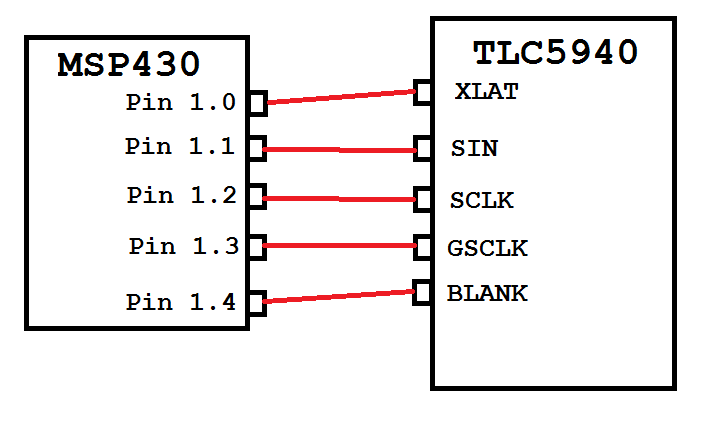 MSP430
Pin 1.0
Pin 1.1
Pin 1.2
Pin 1.3
Pin 1.4
TLC5940
XLAT
SIN
SCLK
GSCLK
BLANK